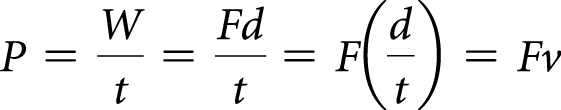 P = W/t = Fd/t = F(d/t) = Fv